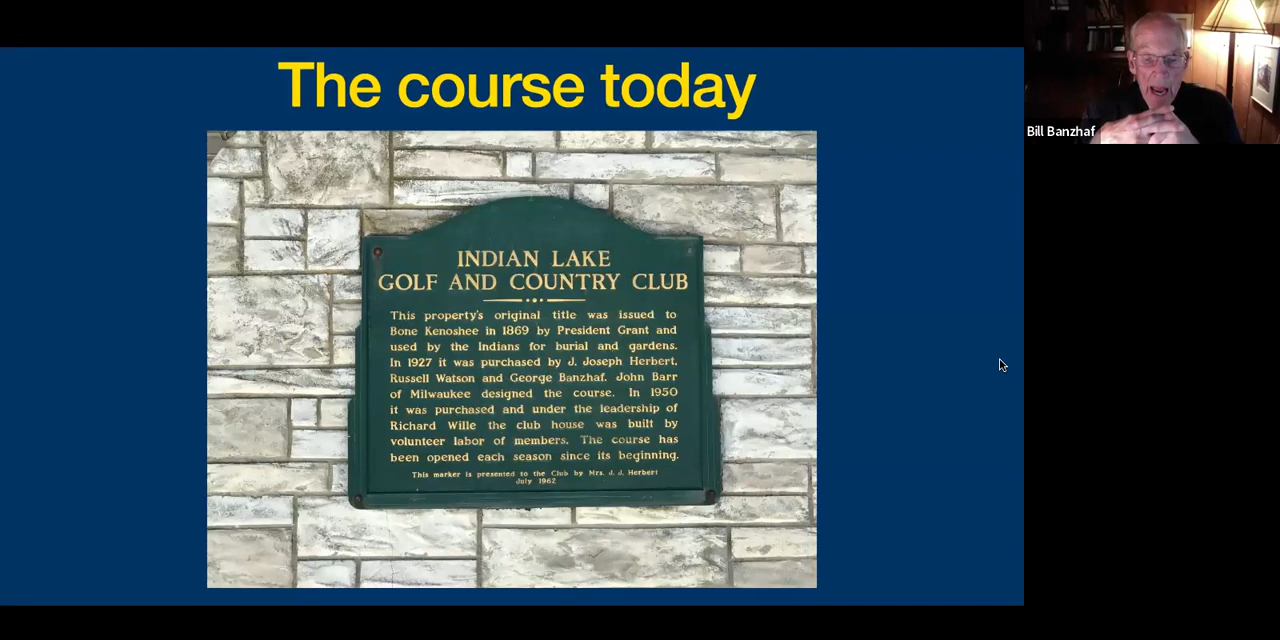 The course today
Bill Banzhaf
INDIAN LAKE
GOLF AND COUNTRY CLUB
This property's original title was issued to
Bone Kenoshee in 1869 by President Grant and
used by the Indians for burial and gardens.
In 1927 it was purchased by J. Joseph Herbert,
Russell Watson and George Banzhaf. John Barr
of Milwaukee designed the course. In 1950
it was purchased and under the leadership of
Richard Wille the club house was built by
volunteer labor of members. The course has
been opened each season since its beginning.
This marker is presented to the Club by Mrs. J. J. Herbert
July 1962